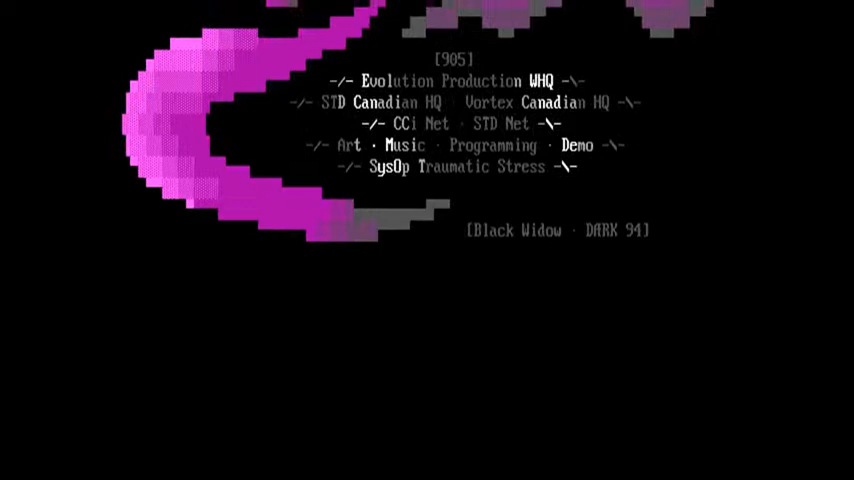 [905]
-/- Evolution Production WHQ -\-
-/- STD Canadian HQ · Vortex Canadian HQ -\-
-/- CCi Net · STD Net -\-
-/- Art · Music · Programming · Demo -\-
-/- SysOp Traumatic Stress -\-
[Black Widow · DARK 94]